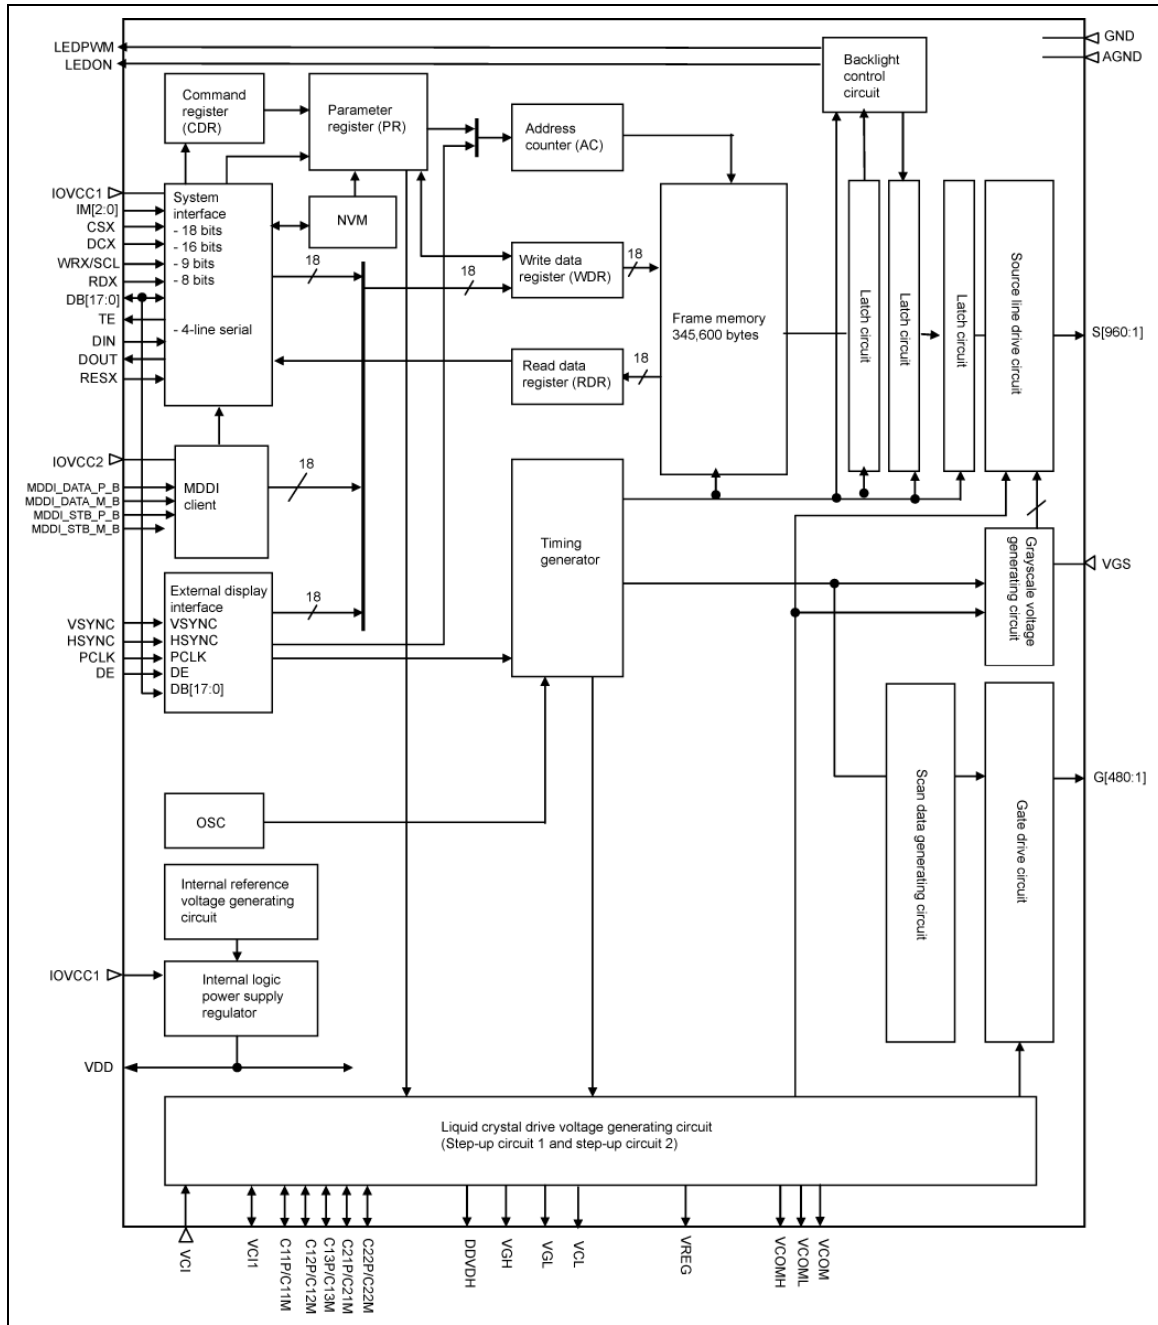 LEDPWM
LEDON
GND
AGND
Backlight
control
circuit
Command
register
(CDR)
Parameter
register (PR)
Address
counter (AC)
IOVCC1
IM[2:0]
CSX
DCX
WRX/SCL
RDX
DB[17:0]
TE
DIN
DOUT
RESX
System
interface
- 18 bits
- 16 bits
- 9 bits
- 8 bits
- 4-line serial
NVM
18
18
Write data
register (WDR)
18
Read data
register (RDR)
18
Frame memory
345,600 bytes
Latch circuit
Latch circuit
Latch circuit
Source line drive circuit
S[960:1]
IOVCC2
MDDI_DATA_P_B
MDDI_DATA_M_B
MDDI_STB_P_B
MDDI_STB_M_B
MDDI
client
18
Timing
generator
Grayscale voltage
generating circuit
VGS
VSYNC
HSYNC
PCLK
DE
External display
interface
VSYNC
HSYNC
PCLK
DE
DB[17:0]
18
Scan data generating circuit
Gate drive circuit
G[480:1]
OSC
Internal reference
voltage generating
circuit
IOVCC1
Internal logic
power supply
regulator
VDD
Liquid crystal drive voltage generating circuit
(Step-up circuit 1 and step-up circuit 2)
VCI
VCI1
C11P/C11M
C12P/C12M
C13P/C13M
C21P/C21M
C22P/C22M
DDVDH
VGH
VGL
VCL
VREG
VCOMH
VCOML
VCOM